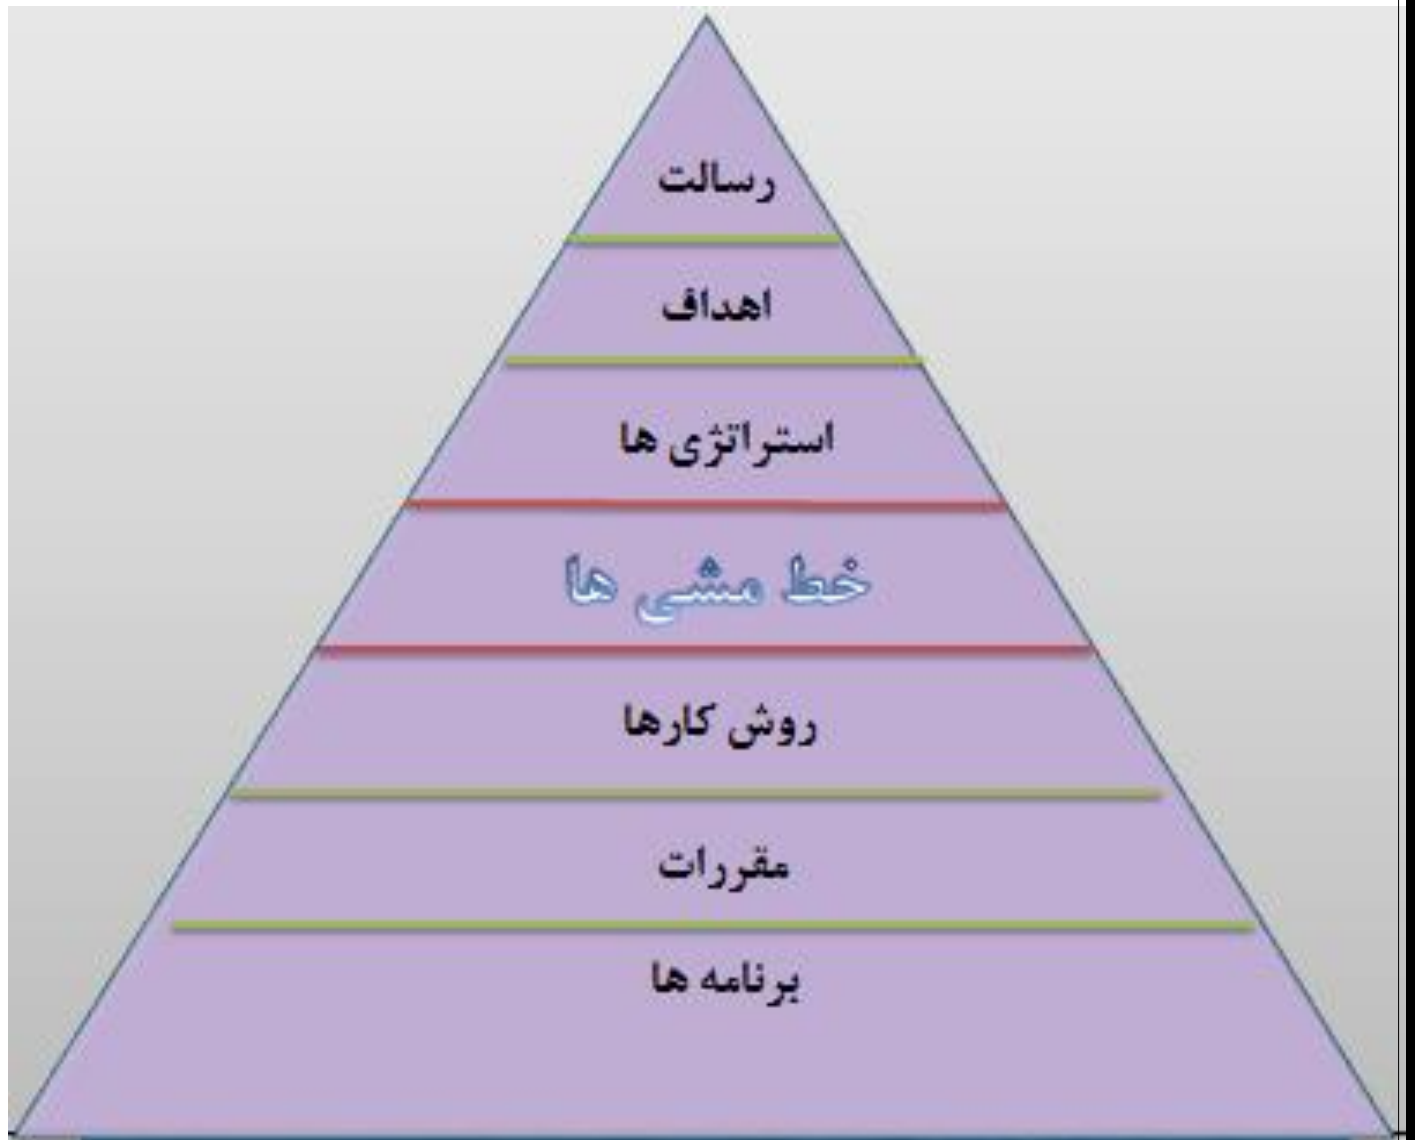 رسالت
اهداف
استراتژی ها
خط مشی ها
روش کارها
مقررات
برنامه ها